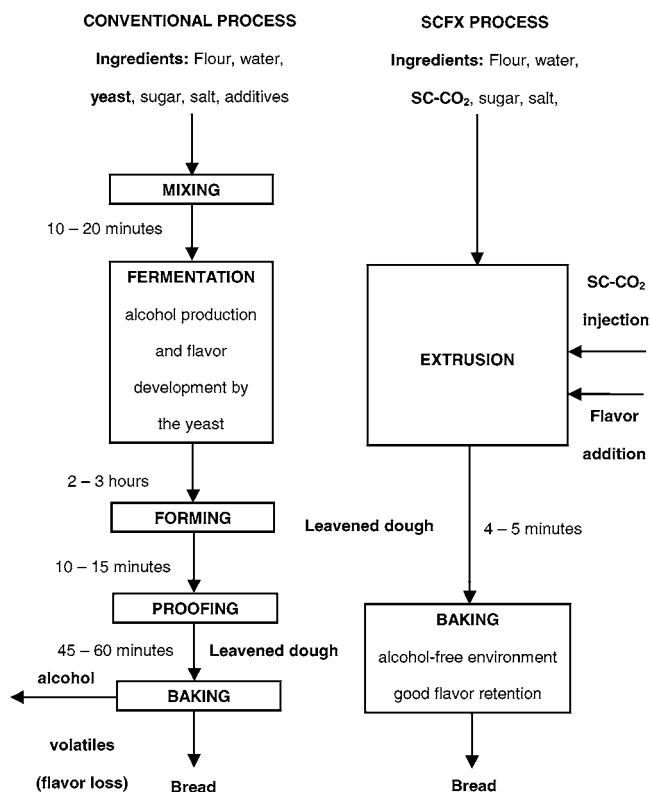 CONVENTIONAL PROCESS
Ingredients: Flour, water,
yeast, sugar, salt, additives
MIXING
10 – 20 minutes
FERMENTATION
alcohol production
and flavor
development by
the yeast
2 – 3 hours
FORMING
10 – 15 minutes
PROOFING
45 – 60 minutes
Leavened dough
alcohol
BAKING
volatiles
(flavor loss)
Bread
SCFX PROCESS
Ingredients: Flour, water,
SC-CO₂, sugar, salt,
SC-CO₂
injection
EXTRUSION
Flavor
addition
Leavened dough
4 – 5 minutes
BAKING
alcohol-free environment
good flavor retention
Bread